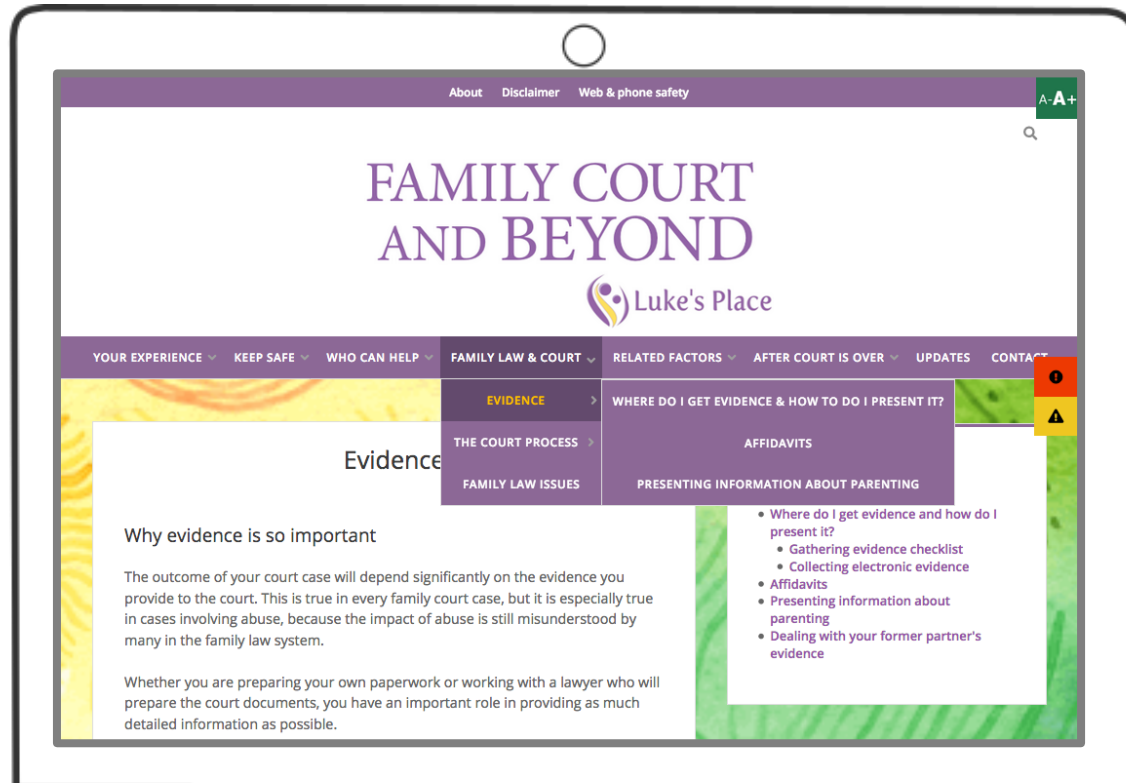 About Disclaimer Web & phone safety
A-A+
FAMILY COURT
AND BEYOND
Luke's Place
YOUR EXPERIENCE KEEP SAFE WHO CAN HELP FAMILY LAW & COURT RELATED FACTORS AFTER COURT IS OVER UPDATES CONTACT
EVIDENCE
THE COURT PROCESS
FAMILY LAW ISSUES
WHERE DO I GET EVIDENCE & HOW TO DO I PRESENT IT?
AFFIDAVITS
PRESENTING INFORMATION ABOUT PARENTING
Evidence
Why evidence is so important
The outcome of your court case will depend significantly on the evidence you
provide to the court. This is true in every family court case, but it is especially true
in cases involving abuse, because the impact of abuse is still misunderstood by
many in the family law system.
Whether you are preparing your own paperwork or working with a lawyer who will
prepare the court documents, you have an important role in providing as much
detailed information as possible.
Where do I get evidence and how do I
present it?
Gathering evidence checklist
Collecting electronic evidence
Affidavits
Presenting information about
parenting
Dealing with your former partner's
evidence